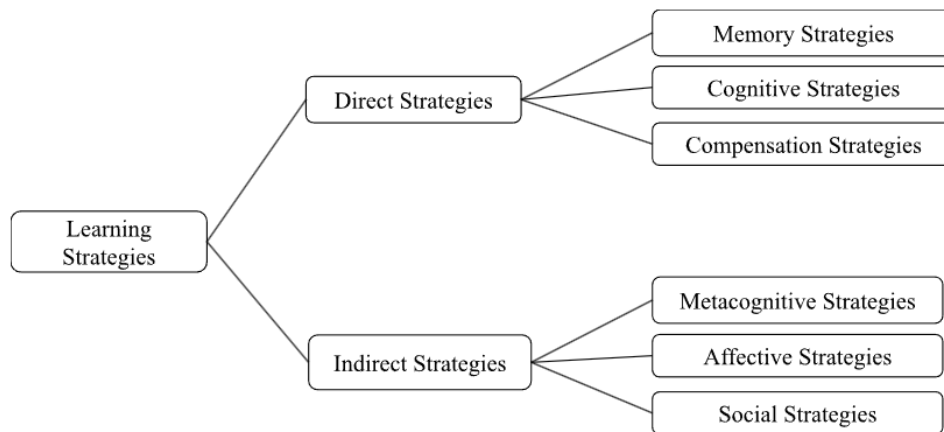 Memory Strategies
Direct Strategies
Cognitive Strategies
Compensation Strategies
Learning
Strategies
Metacognitive Strategies
Indirect Strategies
Affective Strategies
Social Strategies